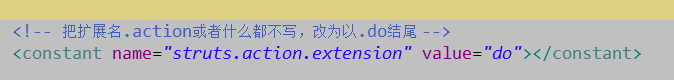 <!-- 把扩展名.action或者什么都不写，改为以.do结尾 -->
<constant name="struts.action.extension" value="do"></constant>